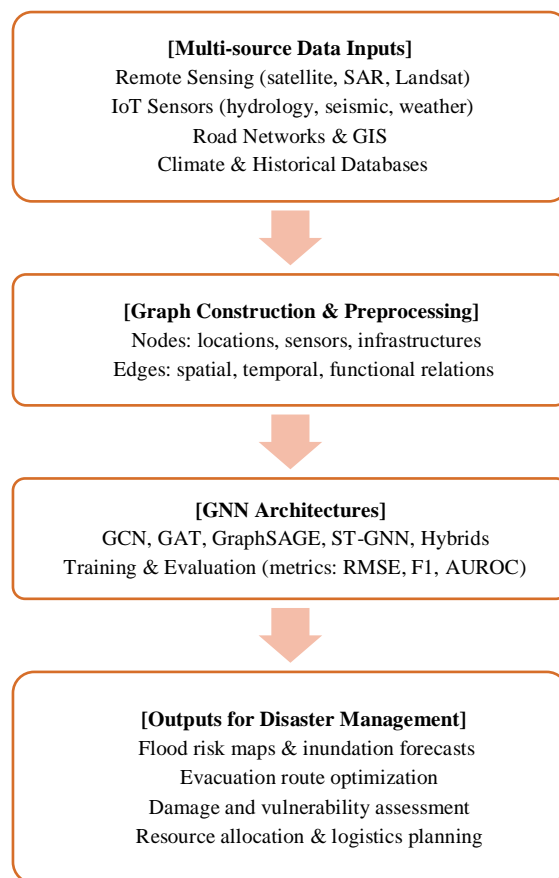 [Multi-source Data Inputs]
Remote Sensing (satellite, SAR, Landsat)
IoT Sensors (hydrology, seismic, weather)
Road Networks & GIS
Climate & Historical Databases
[Graph Construction & Preprocessing]
Nodes: locations, sensors, infrastructures
Edges: spatial, temporal, functional relations
[GNN Architectures]
GCN, GAT, GraphSAGE, ST-GNN, Hybrids
Training & Evaluation (metrics: RMSE, F1, AUROC)
[Outputs for Disaster Management]
Flood risk maps & inundation forecasts
Evacuation route optimization
Damage and vulnerability assessment
Resource allocation & logistics planning